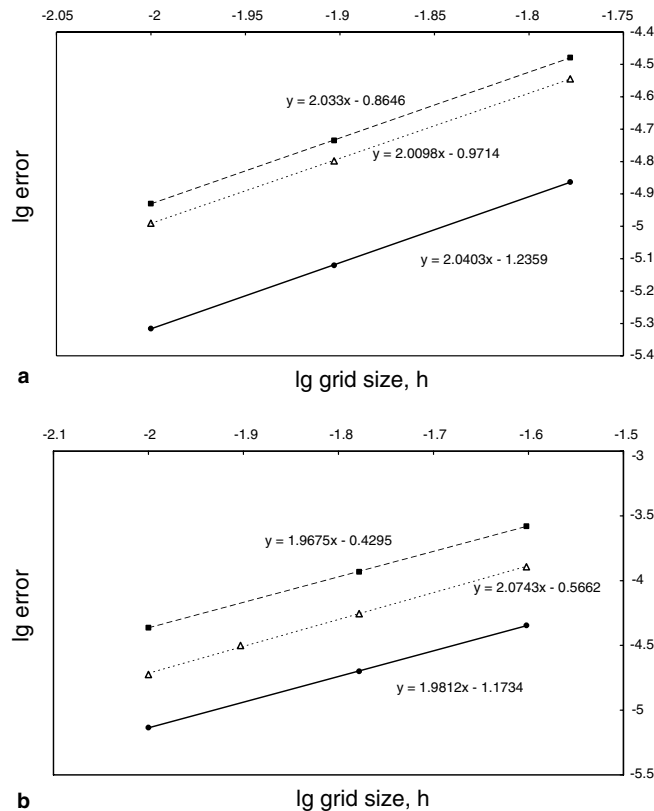 -2.05 -2 -1.95 -1.9 -1.85 -1.8 -1.75
-4.4
-4.5
y = 2.033x - 0.8646
-4.6
-4.7
y = 2.0098x - 0.9714
-4.8
-4.9
-5
y = 2.0403x - 1.2359
-5.1
-5.2
-5.3
-5.4
lg error
a
lg grid size, h
-2.1 -2 -1.9 -1.8 -1.7 -1.6 -1.5
-3
-3.5
y = 1.9675x - 0.4295
-4
y = 2.0743x - 0.5662
-4.5
y = 1.9812x - 1.1734
-5
-5.5
lg error
b
lg grid size, h